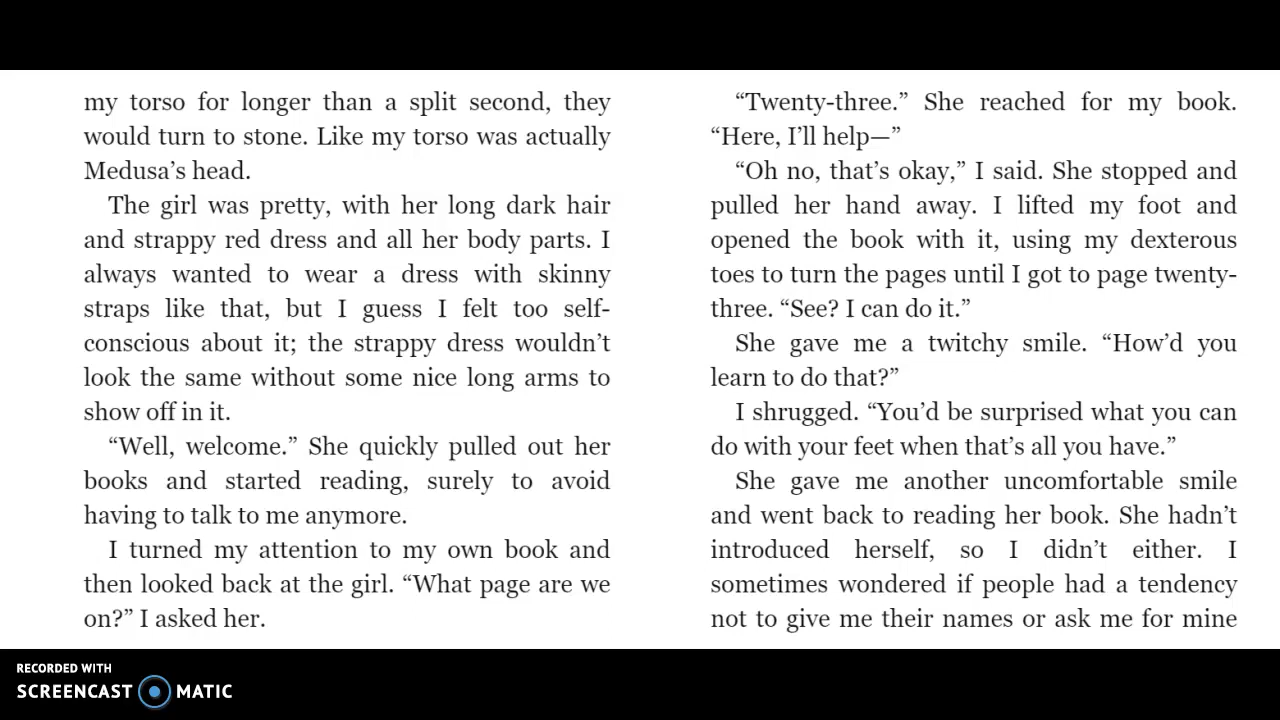 my torso for longer than a split second, they
would turn to stone. Like my torso was actually
Medusa’s head.
The girl was pretty, with her long dark hair
and strappy red dress and all her body parts. I
always wanted to wear a dress with skinny
straps like that, but I guess I felt too self-
conscious about it; the strappy dress wouldn’t
look the same without some nice long arms to
show off in it.
“Well, welcome.” She quickly pulled out her
books and started reading, surely to avoid
having to talk to me anymore.
I turned my attention to my own book and
then looked back at the girl. “What page are we
on?” I asked her.
“Twenty-three.” She reached for my book.
“Here, I’ll help—”
“Oh no, that’s okay,” I said. She stopped and
pulled her hand away. I lifted my foot and
opened the book with it, using my dexterous
toes to turn the pages until I got to page twenty-
three. “See? I can do it.”
She gave me a twitchy smile. “How’d you
learn to do that?”
I shrugged. “You’d be surprised what you can
do with your feet when that’s all you have.”
She gave me another uncomfortable smile
and went back to reading her book. She hadn’t
introduced herself, so I didn’t either. I
sometimes wondered if people had a tendency
not to give me their names or ask me for mine
RECORDED WITH
SCREENCAST MATIC